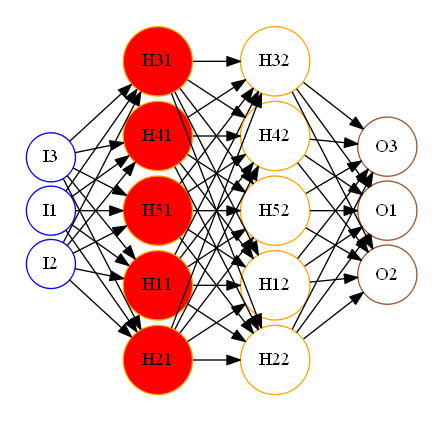 H31 H32
H41 H42
I3 O3
H51 H52
I1 O1
I2 O2
H11 H12
H21 H22